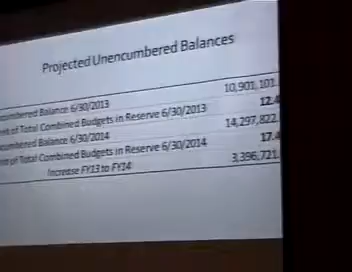 Projected Unencumbered Balances
cumbered Balance 6/30/2013 10,901,101.
of Total Combined Budgets in Reserve 6/30/2013 12.4
cumbered Balance 6/30/2014 14,297,822.
of Total Combined Budgets in Reserve 6/30/2014 17.4
Increase FY13 to FY14 3,396,721.